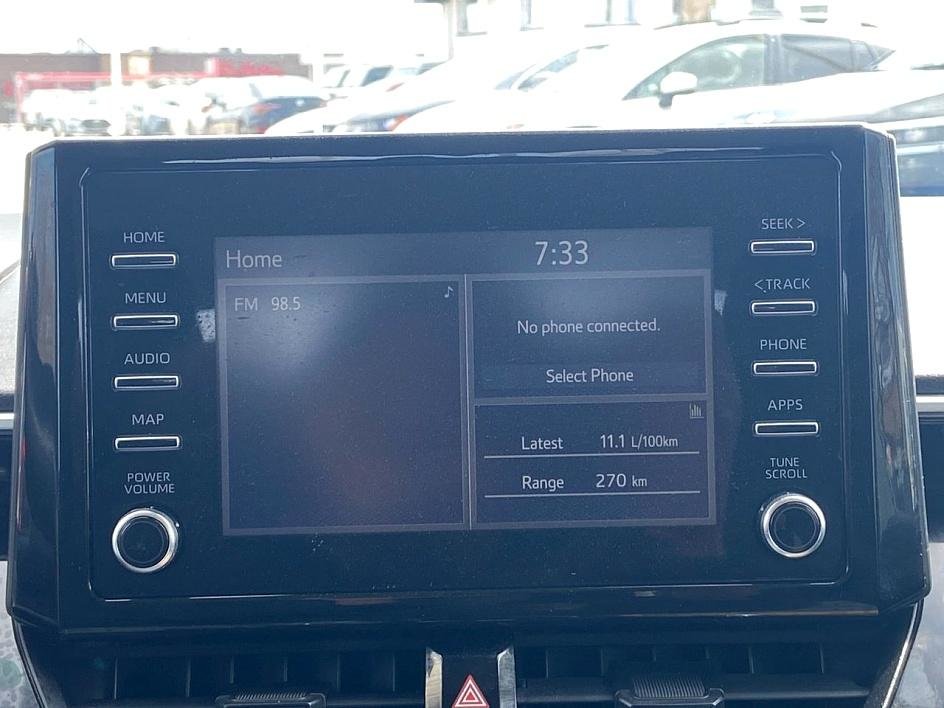 HOME
MENU
AUDIO
MAP
POWER
VOLUME
Home 7:33
FM 98.5
No phone connected.
Select Phone
Latest 11.1 L/100km
Range 270 km
SEEK >
< TRACK
PHONE
APPS
TUNE
SCROLL